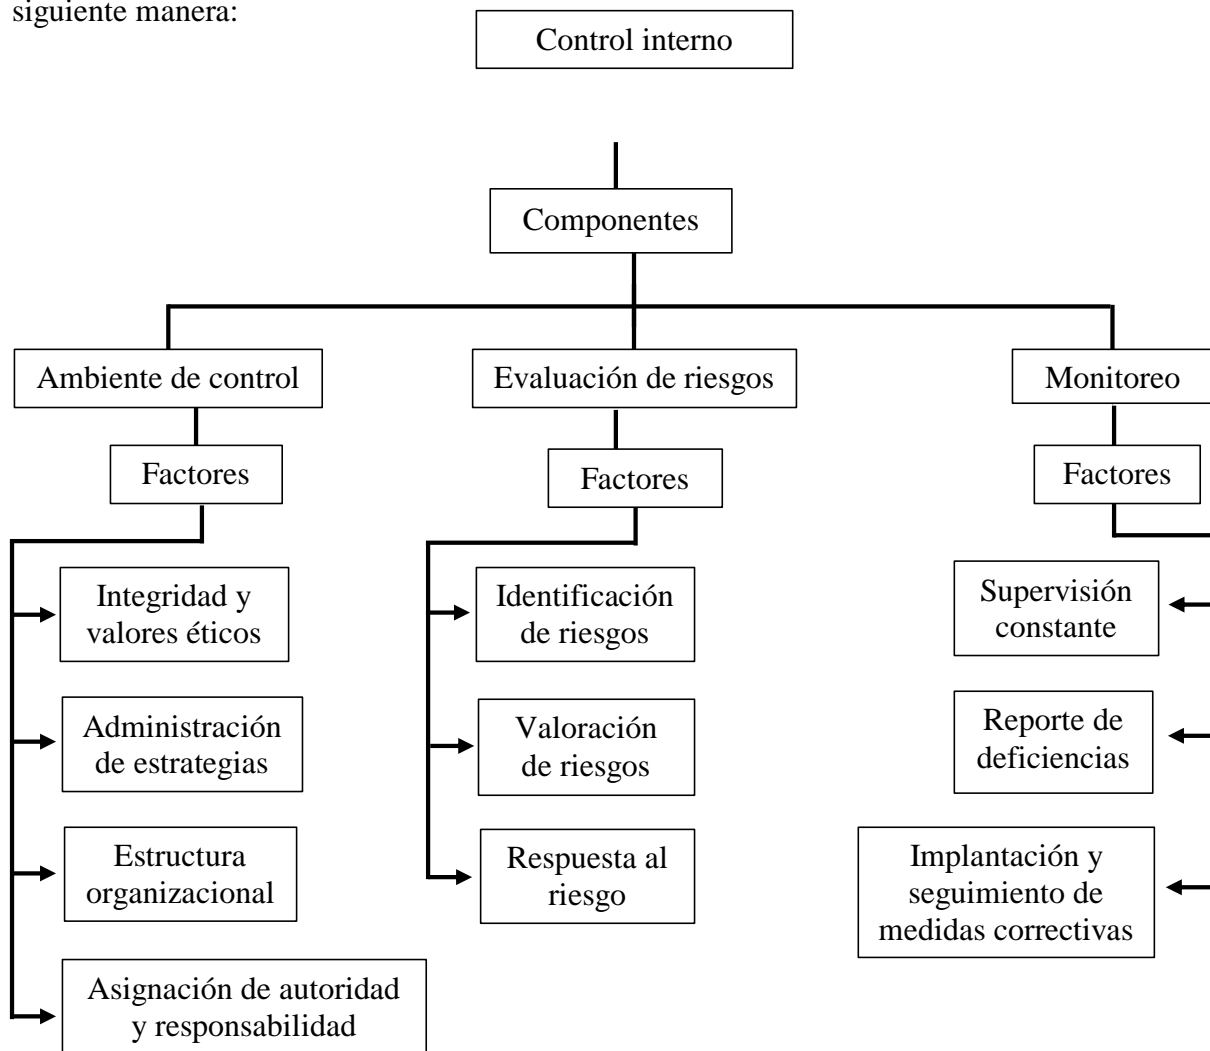 siguiente manera:
Control interno
Componentes
Ambiente de control
Evaluación de riesgos
Monitoreo
Factores
Factores
Factores
Integridad y
valores éticos
Identificación
de riesgos
Supervisión
constante
Administración
de estrategias
Valoración
de riesgos
Reporte de
deficiencias
Estructura
organizacional
Respuesta al
riesgo
Implantación y
seguimiento de
medidas correctivas
Asignación de autoridad
y responsabilidad